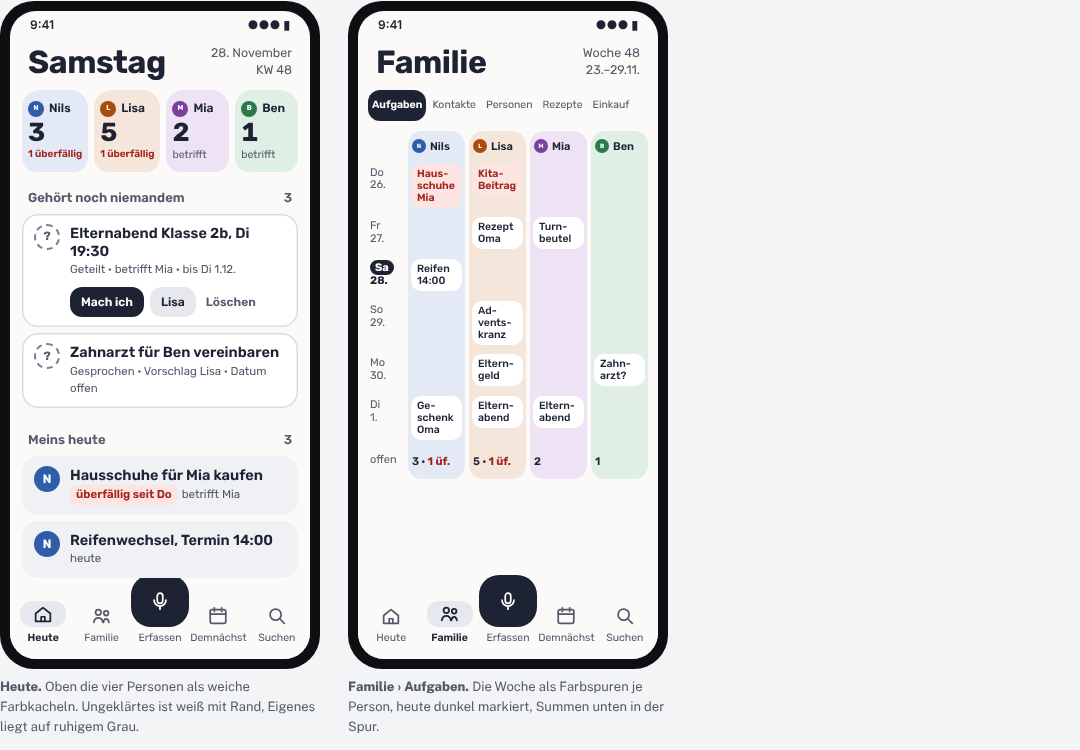 9:41
Samstag
28. November
KW 48
N Nils
3
1 überfällig
L Lisa
5
1 überfällig
M Mia
2
betrifft
B Ben
1
betrifft
Gehört noch niemandem 3
? Elternabend Klasse 2b, Di
19:30
Geteilt • betrifft Mia • bis Di 1.12.
Mach ich Lisa Löschen
? Zahnarzt für Ben vereinbaren
Gesprochen • Vorschlag Lisa • Datum
offen
Meins heute 3
N Hausschuhe für Mia kaufen
überfällig seit Do betrifft Mia
N Reifenwechsel, Termin 14:00
heute
Heute Familie Erfassen Demnächst Suchen
Heute. Oben die vier Personen als weiche
Farbkacheln. Ungeklärtes ist weiß mit Rand, Eigenes
liegt auf ruhigem Grau.
9:41
Familie
Woche 48
23.–29.11.
Aufgaben Kontakte Personen Rezepte Einkauf
N Nils L Lisa M Mia B Ben
Do
26.
Haus-
schuhe
Mia
Kita-
Beitrag
Fr
27.
Rezept
Oma
Turn-
beutel
Sa
28.
Reifen
14:00
So
29.
Ad-
vents-
kranz
Mo
30.
Eltern-
geld
Zahn-
arzt?
Di
1.
Ge-
schenk
Oma
Eltern-
abend
Eltern-
abend
offen 3 • 1 üf. 5 • 1 üf. 2 1
Heute Familie Erfassen Demnächst Suchen
Familie › Aufgaben. Die Woche als Farbspuren je
Person, heute dunkel markiert, Summen unten in der
Spur.